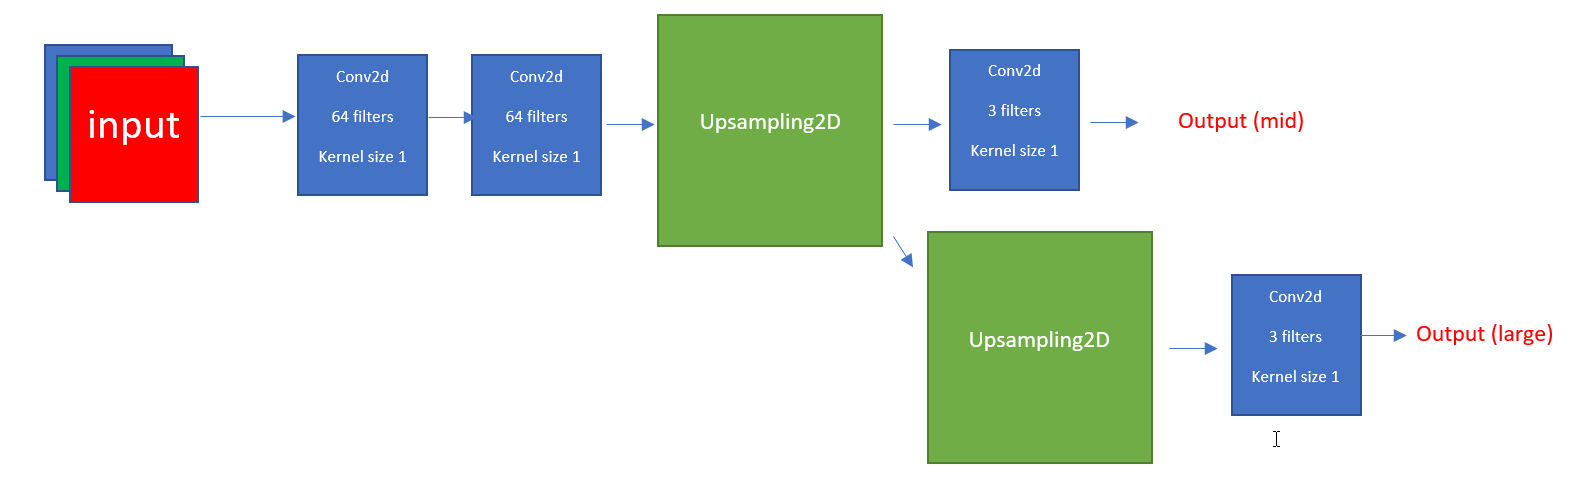 input
Conv2d
64 filters
Kernel size 1
Conv2d
64 filters
Kernel size 1
Upsampling2D
Conv2d
3 filters
Kernel size 1
Output (mid)
Upsampling2D
Conv2d
3 filters
Kernel size 1
Output (large)